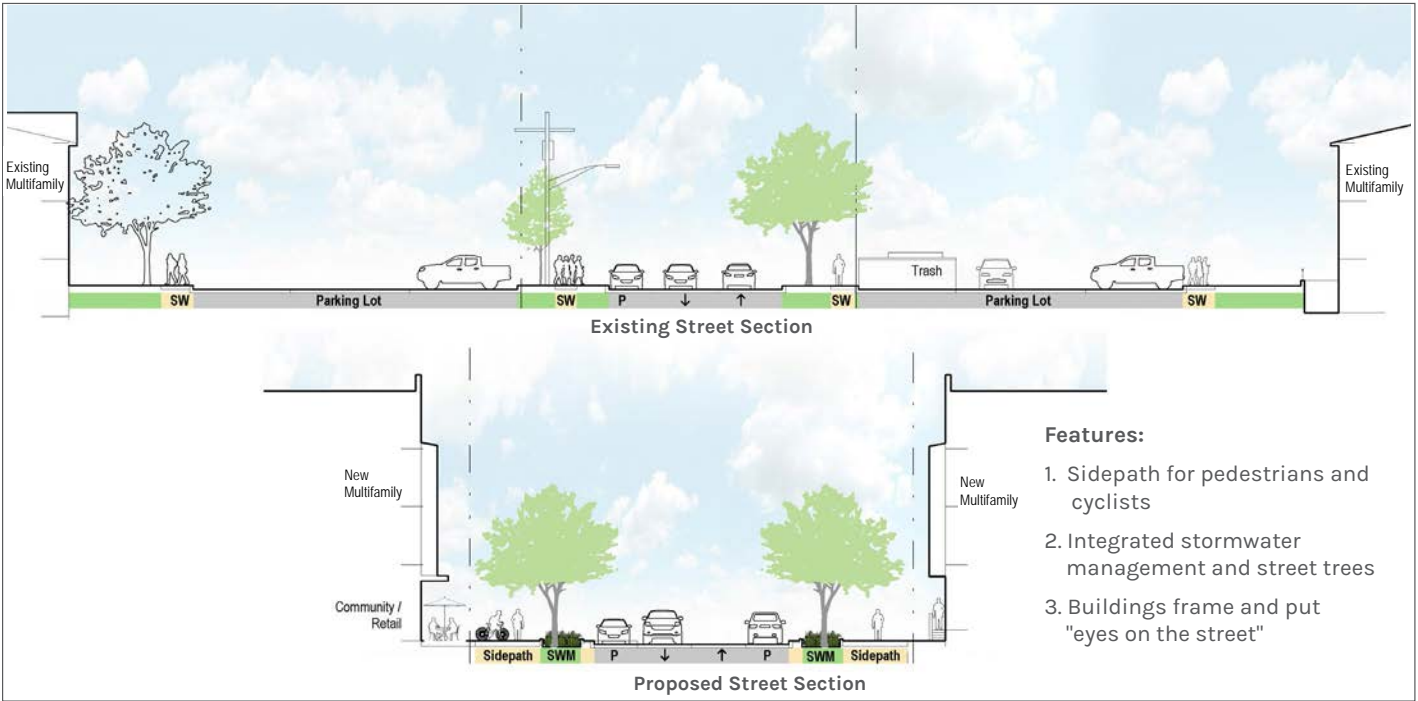 Existing
Multifamily
Existing
Multifamily
Trash
SW
Parking Lot
SW
P
↓
↑
SW
Parking Lot
SW
Existing Street Section
New
Multifamily
New
Multifamily
Community /
Retail
Sidepath
SWM
P
↓
↑
P
SWM
Sidepath
Proposed Street Section
Features:
1. Sidepath for pedestrians and
cyclists
2. Integrated stormwater
management and street trees
3. Buildings frame and put
"eyes on the street"